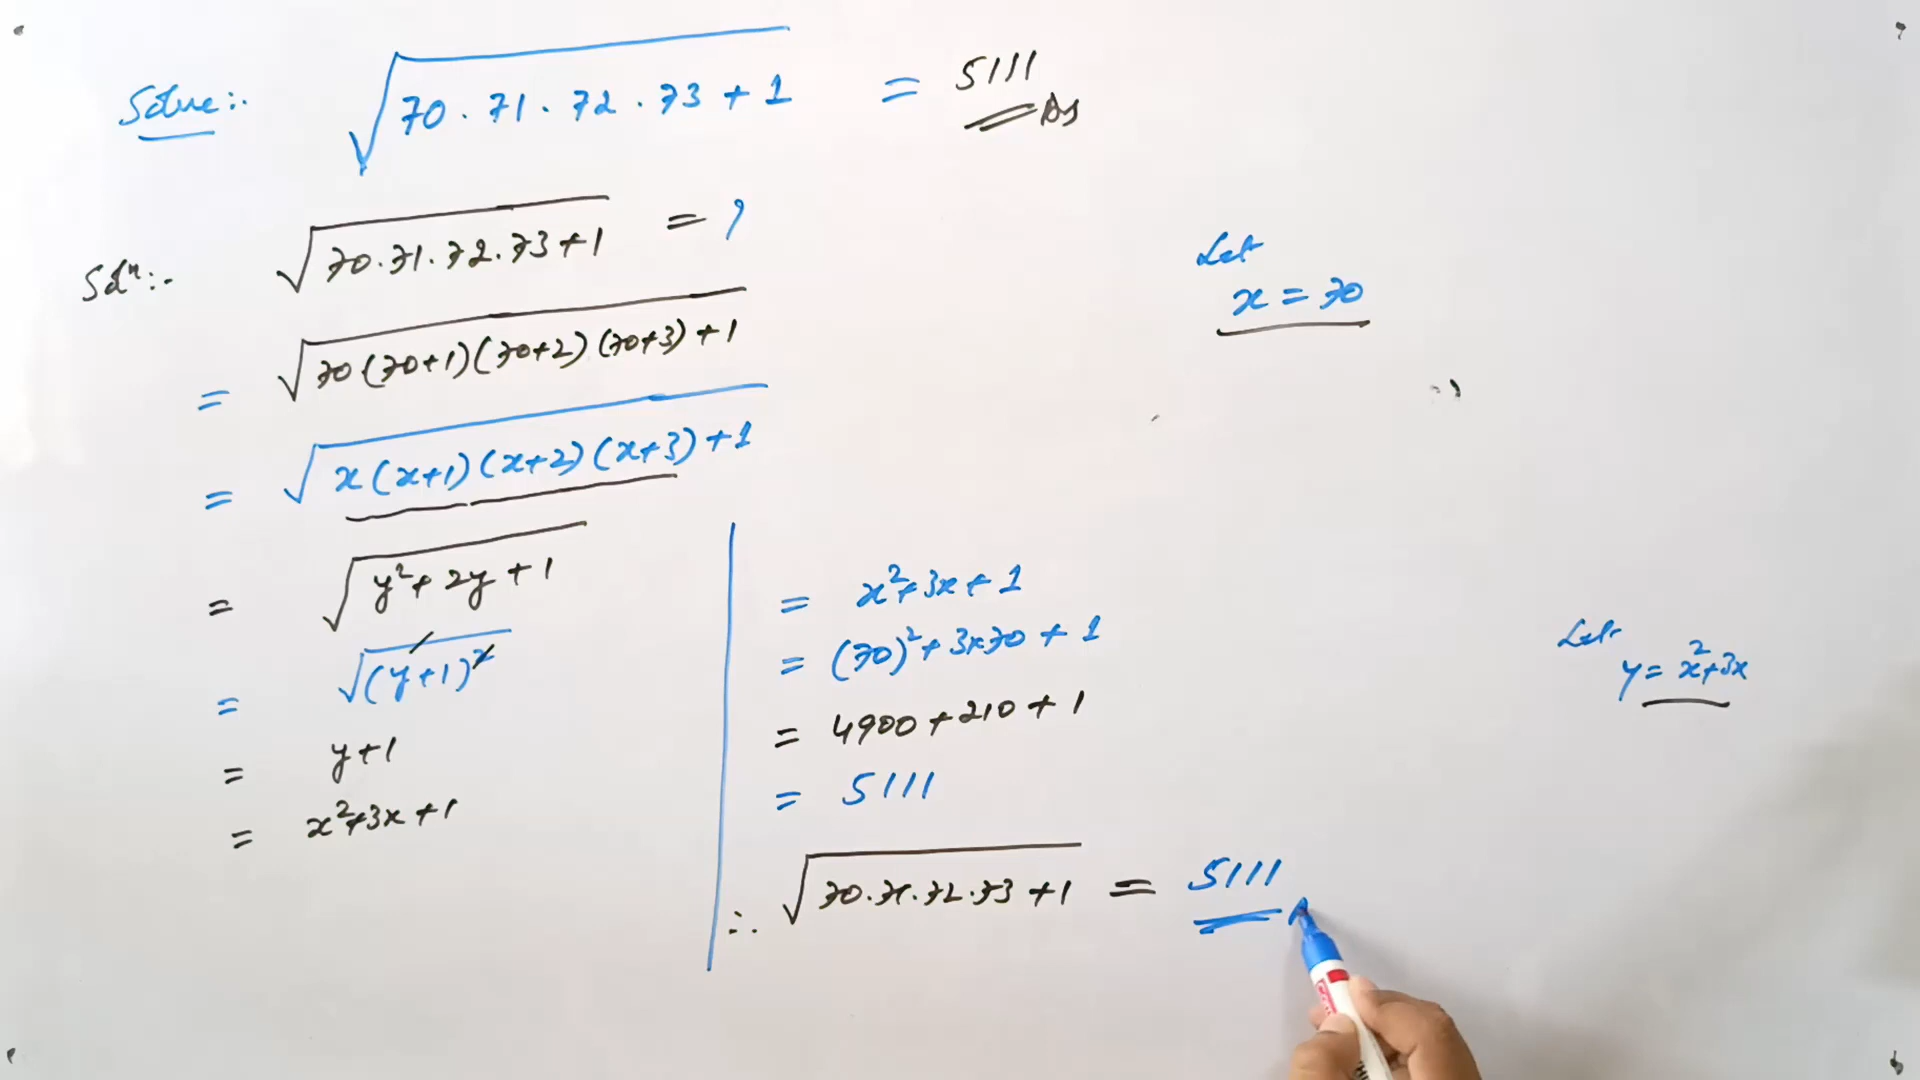 Solve:. √70.71.72.73+1 = 5111 Ans
Solⁿ:. √70.71.72.73+1 = ?
= √70(70+1)(70+2)(70+3)+1
Let
x = 70
= √x(x+1)(x+2)(x+3)+1
= √y²+2y+1
= √(y+1)²
= y+1
= x²+3x+1
= x²+3x+1
= (70)²+3×70+1
= 4900+210+1
= 5111
∴ √70.71.72.73+1 = 5111
Let
y = x²+3x